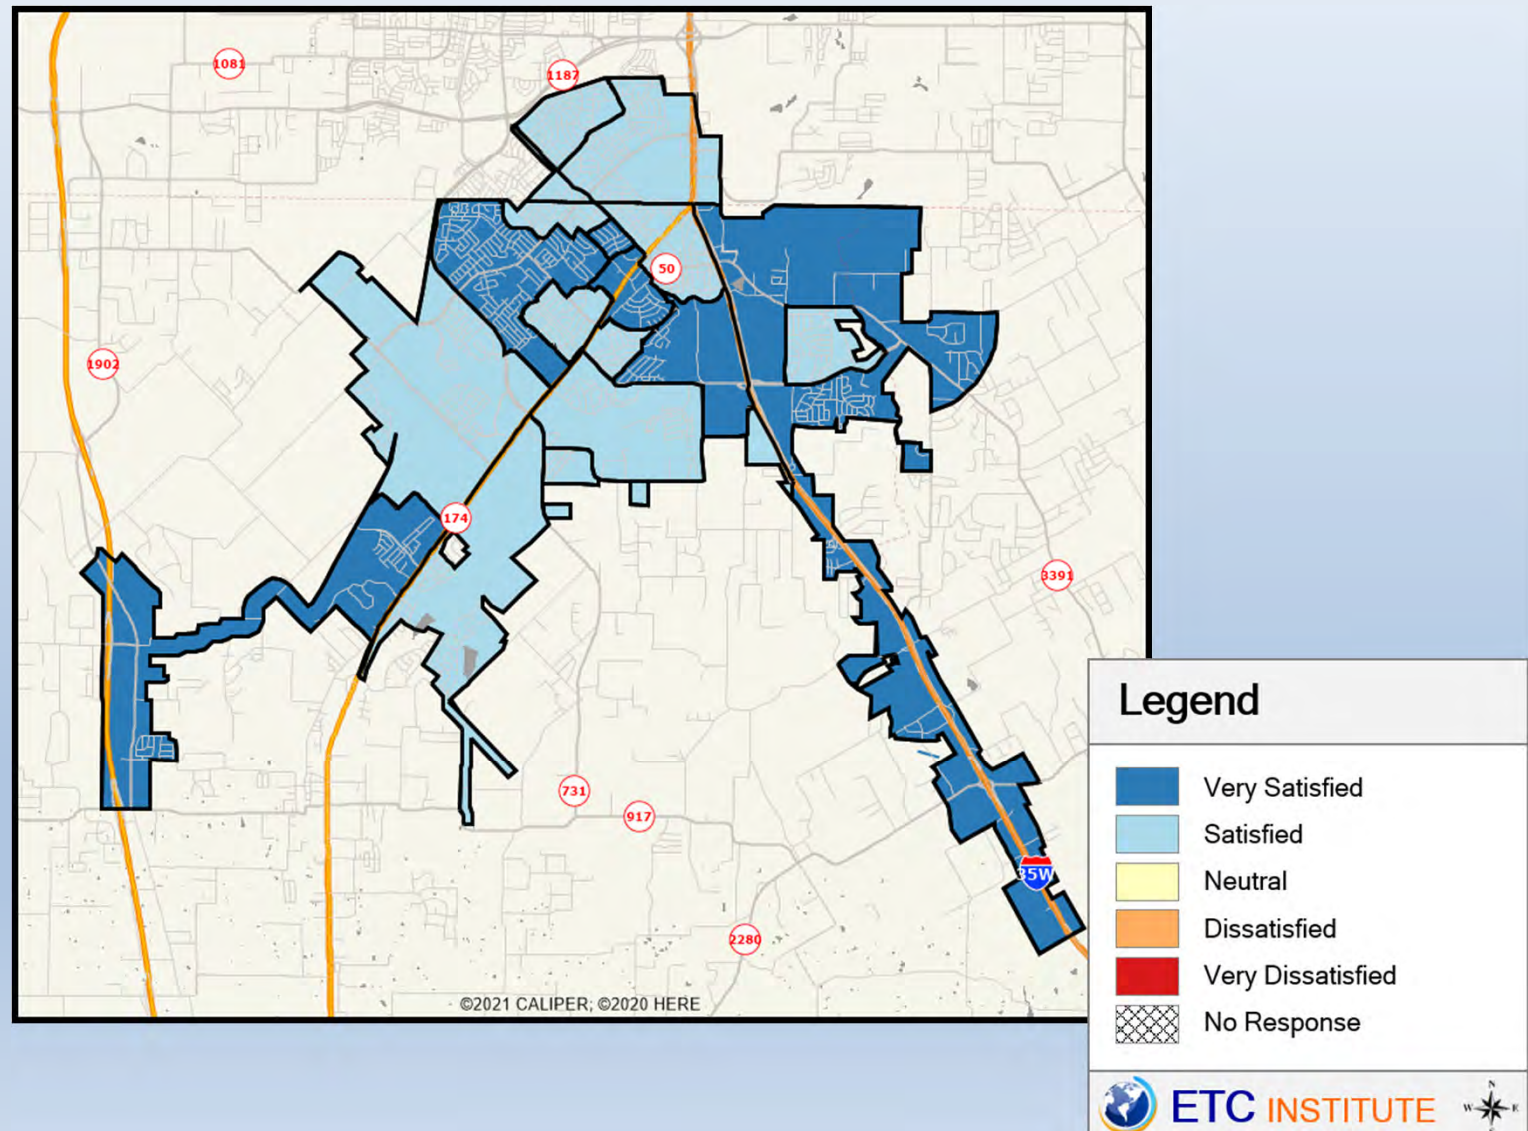 1081
1187
50
1902
174
3391
731
917
35W
2280
©2021 CALIPER; ©2020 HERE
Legend
Very Satisfied
Satisfied
Neutral
Dissatisfied
Very Dissatisfied
No Response
ETC INSTITUTE
N
W E